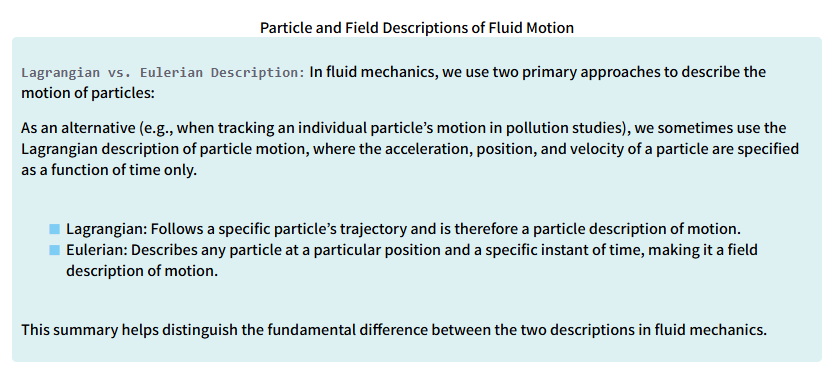 Particle and Field Descriptions of Fluid Motion
Lagrangian vs. Eulerian Description: In fluid mechanics, we use two primary approaches to describe the
motion of particles:
As an alternative (e.g., when tracking an individual particle's motion in pollution studies), we sometimes use the
Lagrangian description of particle motion, where the acceleration, position, and velocity of a particle are specified
as a function of time only.
Lagrangian: Follows a specific particle's trajectory and is therefore a particle description of motion.
Eulerian: Describes any particle at a particular position and a specific instant of time, making it a field
description of motion.
This summary helps distinguish the fundamental difference between the two descriptions in fluid mechanics.